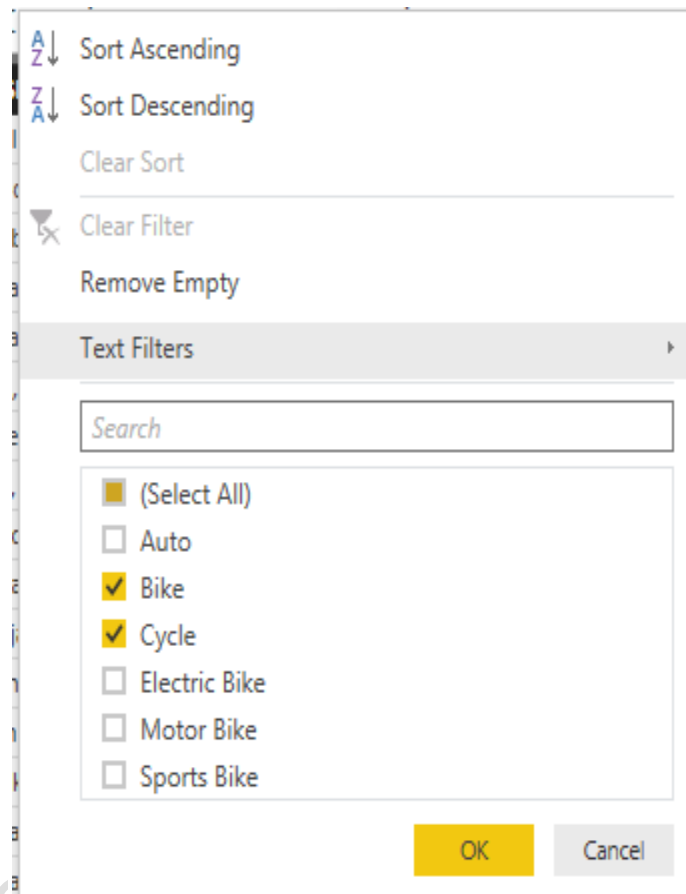 Sort Ascending
Sort Descending
Clear Sort
Clear Filter
Remove Empty
Text Filters
Search
(Select All)
Auto
Bike
Cycle
Electric Bike
Motor Bike
Sports Bike
OK Cancel